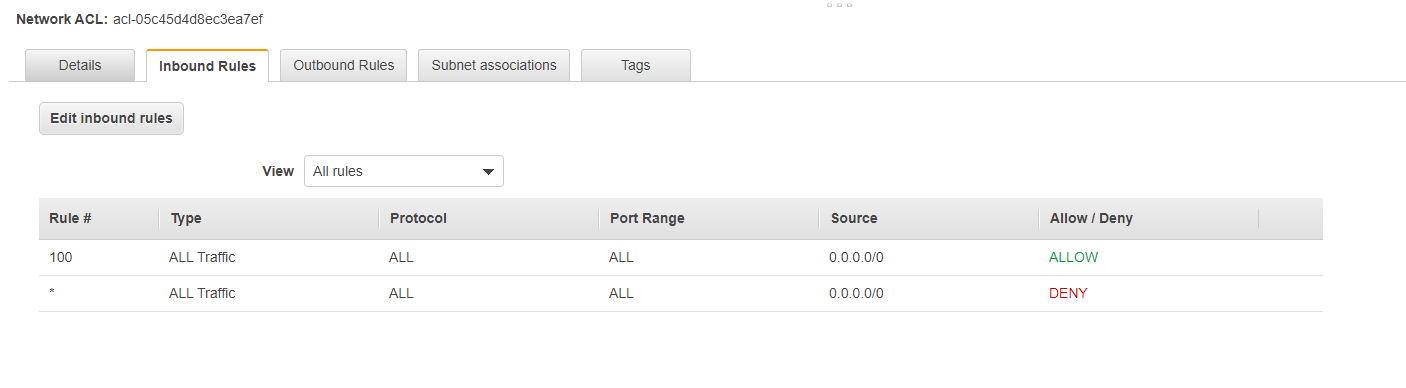 Network ACL: acl-05c45d4d8ec3ea7ef
Details Inbound Rules Outbound Rules Subnet associations Tags
Edit inbound rules
View All rules
Rule # Type Protocol Port Range Source Allow / Deny
100 ALL Traffic ALL ALL 0.0.0.0/0 ALLOW
* ALL Traffic ALL ALL 0.0.0.0/0 DENY